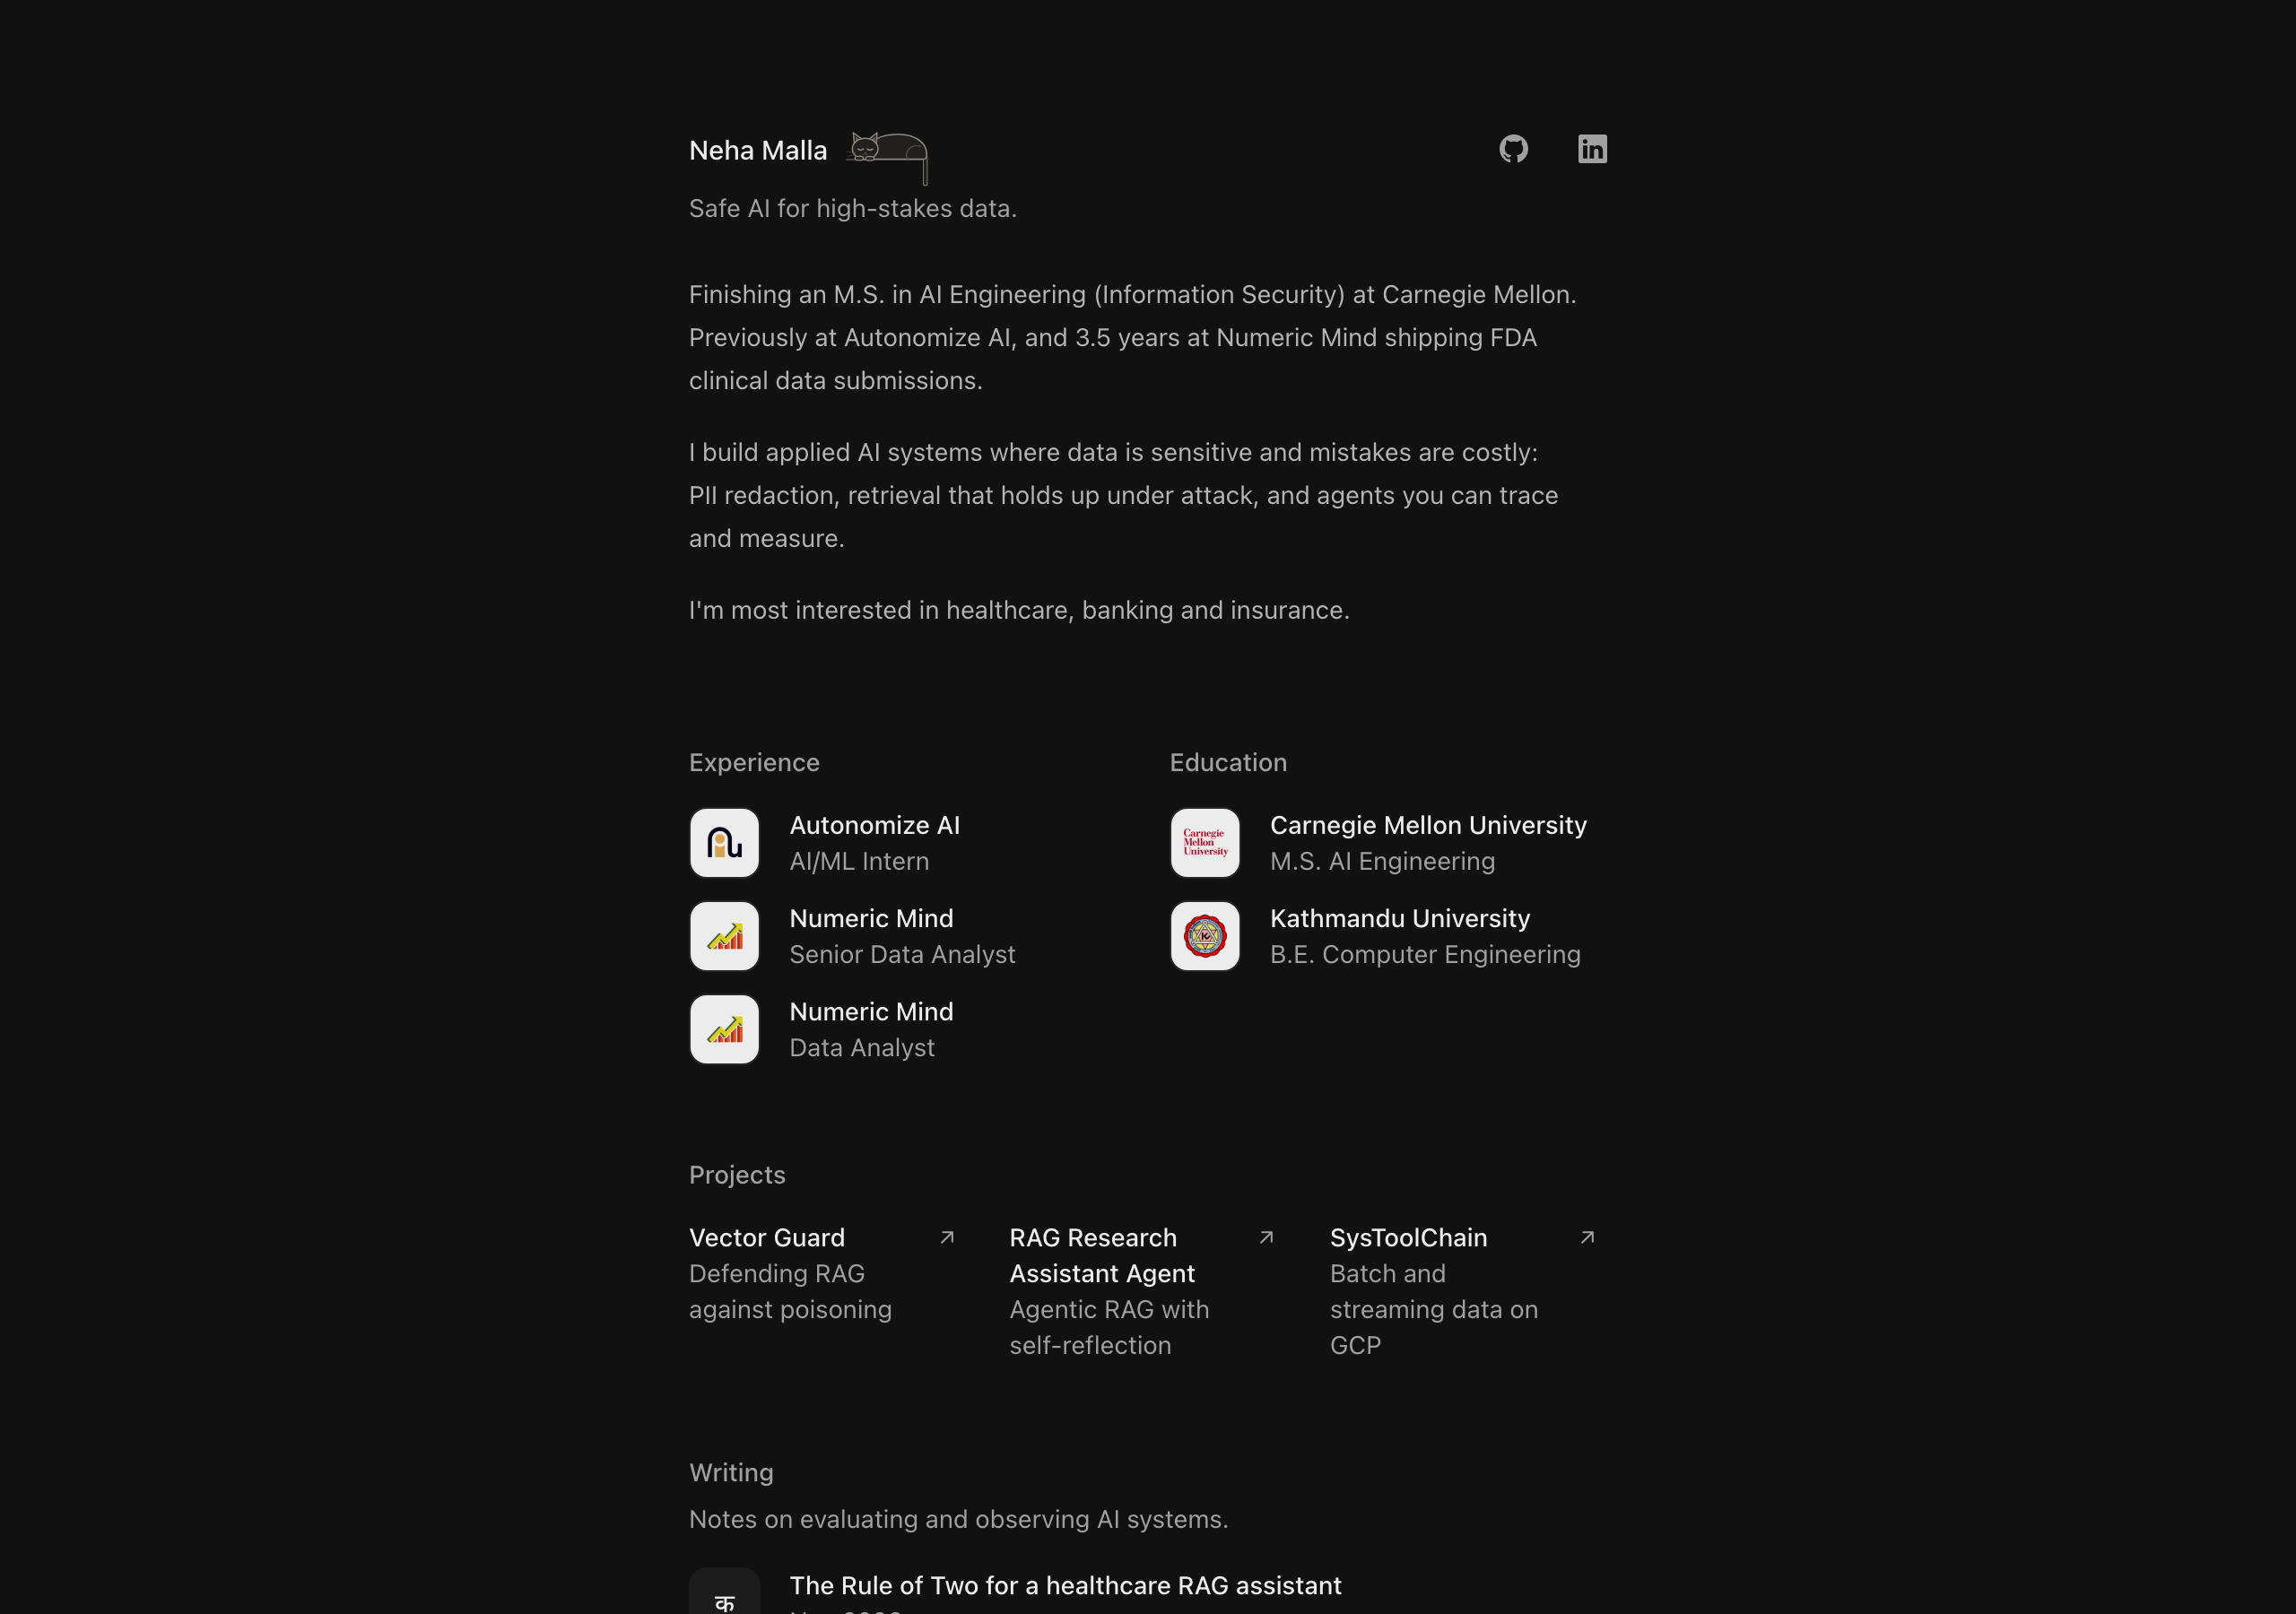 Neha Malla
Safe AI for high-stakes data.
Finishing an M.S. in AI Engineering (Information Security) at Carnegie Mellon.
Previously at Autonomize AI, and 3.5 years at Numeric Mind shipping FDA
clinical data submissions.
I build applied AI systems where data is sensitive and mistakes are costly:
PII redaction, retrieval that holds up under attack, and agents you can trace
and measure.
I'm most interested in healthcare, banking and insurance.
Experience
Autonomize AI
AI/ML Intern
Numeric Mind
Senior Data Analyst
Numeric Mind
Data Analyst
Education
Carnegie
Mellon
University
Carnegie Mellon University
M.S. AI Engineering
Kathmandu University
B.E. Computer Engineering
Projects
Vector Guard
Defending RAG
against poisoning
RAG Research
Assistant Agent
Agentic RAG with
self-reflection
SysToolChain
Batch and
streaming data on
GCP
Writing
Notes on evaluating and observing AI systems.
क
The Rule of Two for a healthcare RAG assistant